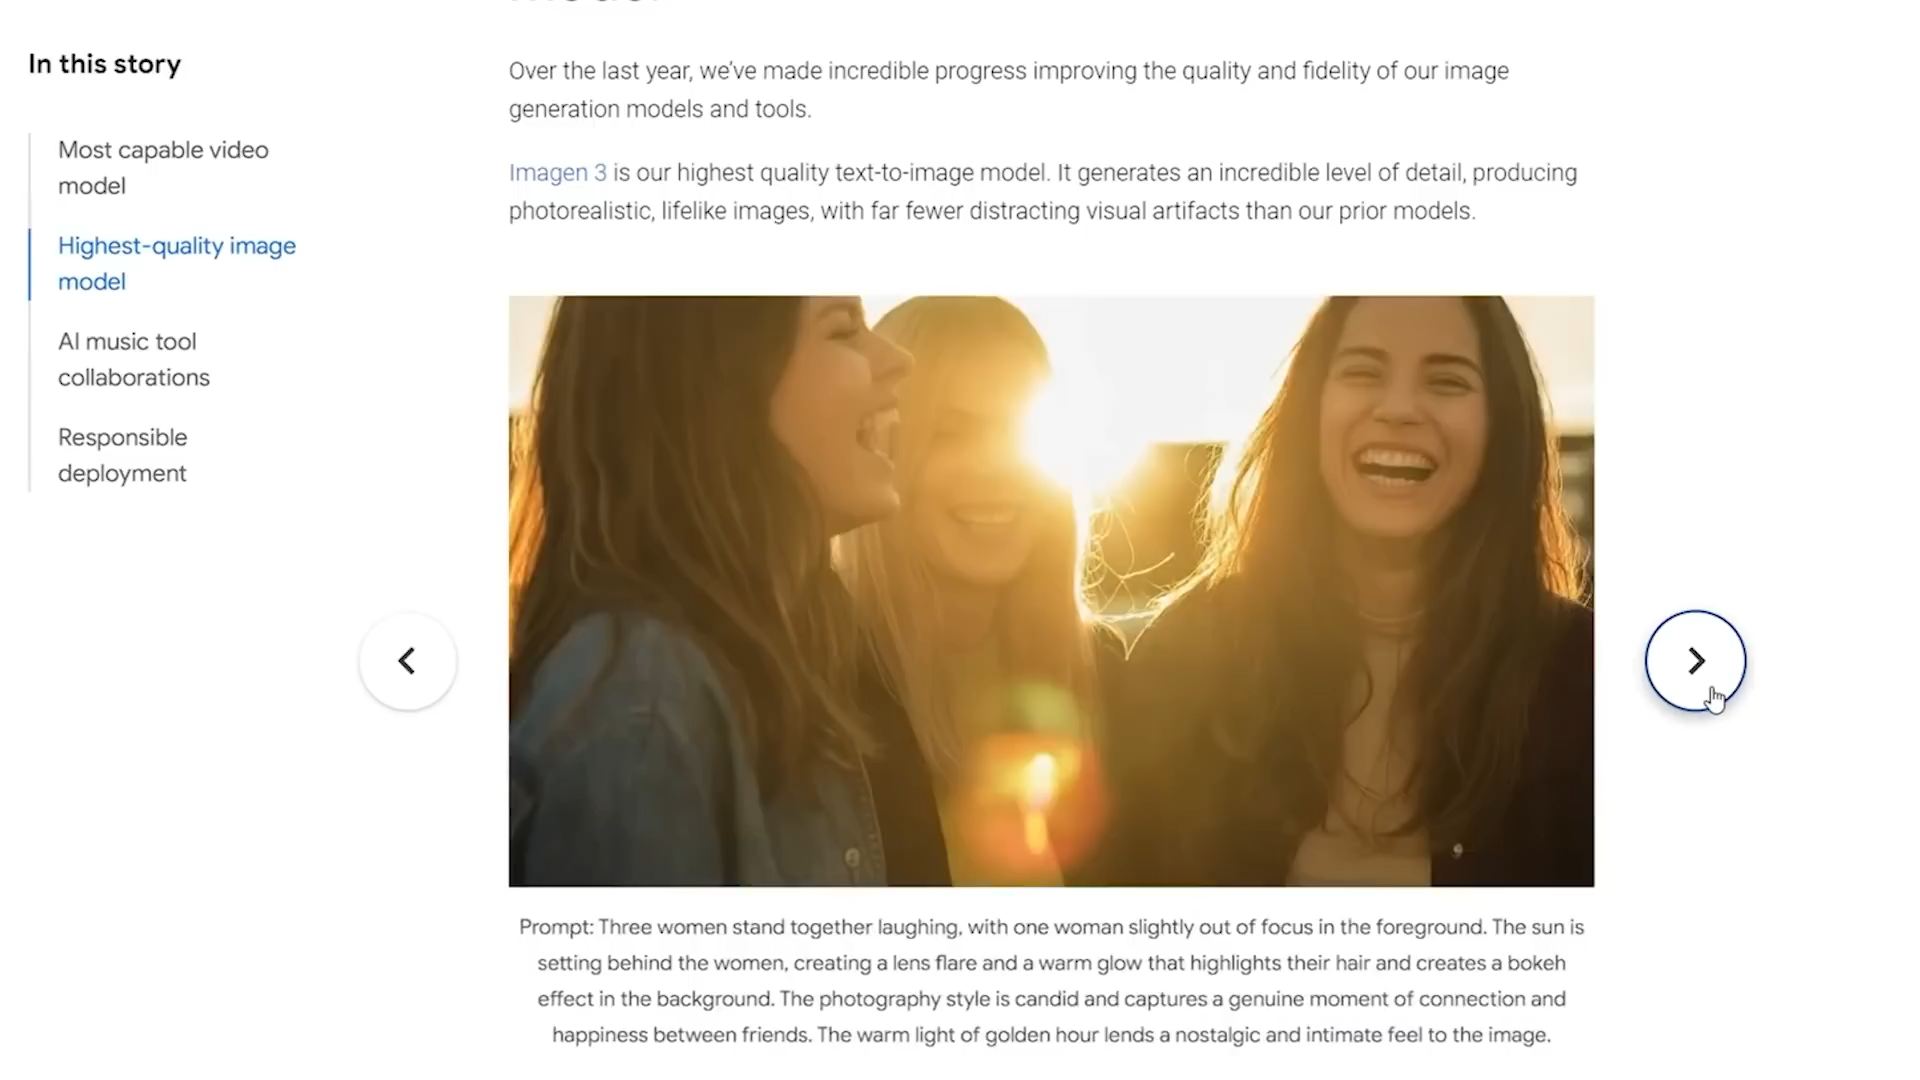 In this story
Most capable video
model
Highest-quality image
model
AI music tool
collaborations
Responsible
deployment
Over the last year, we've made incredible progress improving the quality and fidelity of our image
generation models and tools.
Imagen 3 is our highest quality text-to-image model. It generates an incredible level of detail, producing
photorealistic, lifelike images, with far fewer distracting visual artifacts than our prior models.
Prompt: Three women stand together laughing, with one woman slightly out of focus in the foreground. The sun is
setting behind the women, creating a lens flare and a warm glow that highlights their hair and creates a bokeh
effect in the background. The photography style is candid and captures a genuine moment of connection and
happiness between friends. The warm light of golden hour lends a nostalgic and intimate feel to the image.